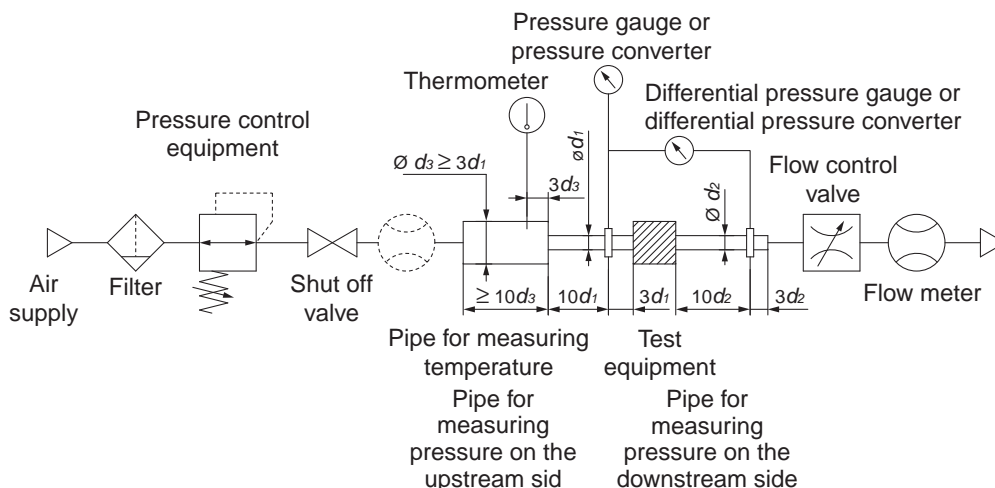 Pressure gauge or
pressure converter
Thermometer
Differential pressure gauge or
differential pressure converter
Pressure control
equipment
Ø d3 ≥ 3d1
ød1
3d3
Ø d2
Flow control
valve
Air
supply
Filter
Shut off
valve
≥ 10d3
10d1
3d1
10d2
3d2
Flow meter
Pipe for measuring
temperature
Test
equipment
Pipe for
measuring
pressure on the
upstream sid
Pipe for
measuring
pressure on the
downstream side